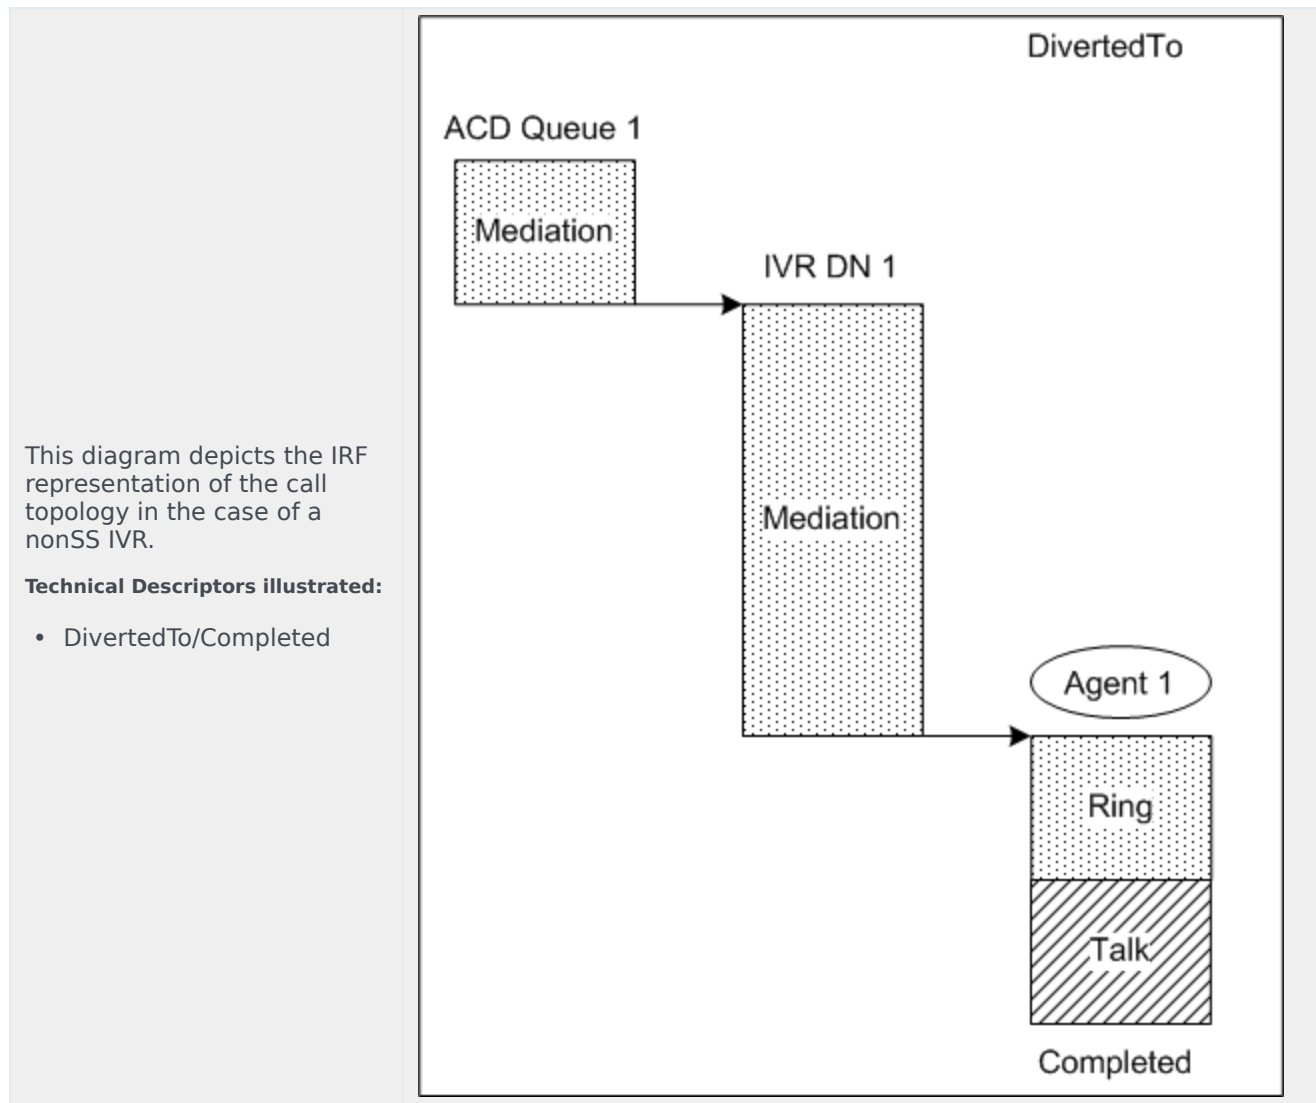 This diagram depicts the IRF
representation of the call
topology in the case of a
nonSS IVR.
Technical Descriptors illustrated:
• DivertedTo/Completed
DivertedTo
ACD Queue 1
Mediation
IVR DN 1
Mediation
Agent 1
Ring
Talk
Completed